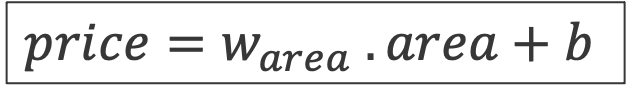 price = w_area . area + b